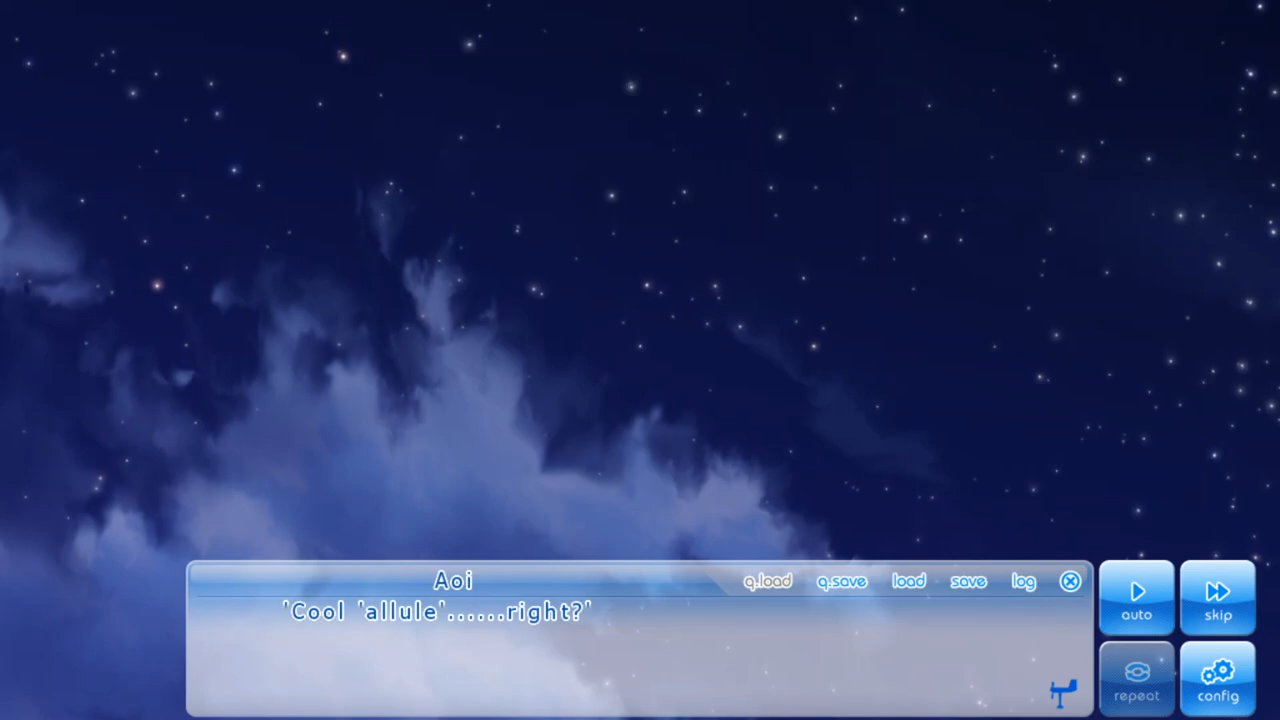 Aoi
q.load q.save load save log
'Cool 'allule'......right?'
auto
skip
repeat
config